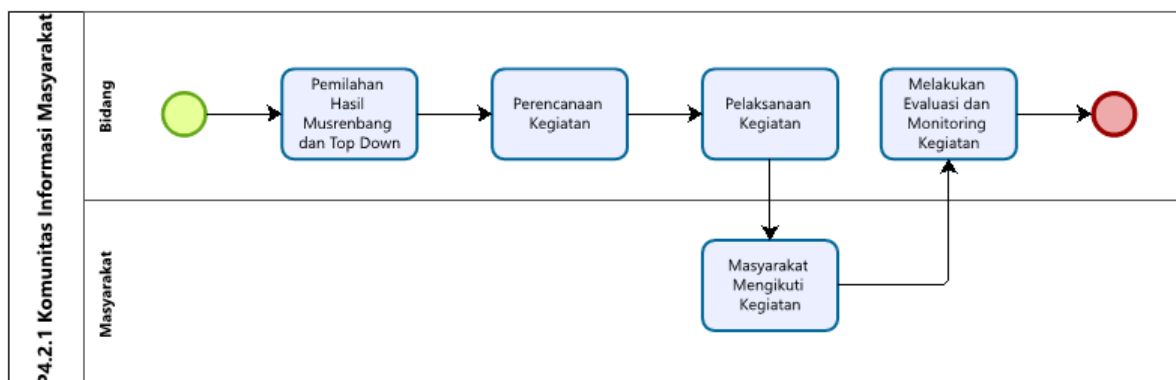 P4.2.1 Komunitas Informasi Masyarakat
Bidang
Pemilahan
Hasil
Musrenbang
dan Top Down
Perencanaan
Kegiatan
Pelaksanaan
Kegiatan
Melakukan
Evaluasi dan
Monitoring
Kegiatan
Masyarakat
Masyarakat
Mengikuti
Kegiatan